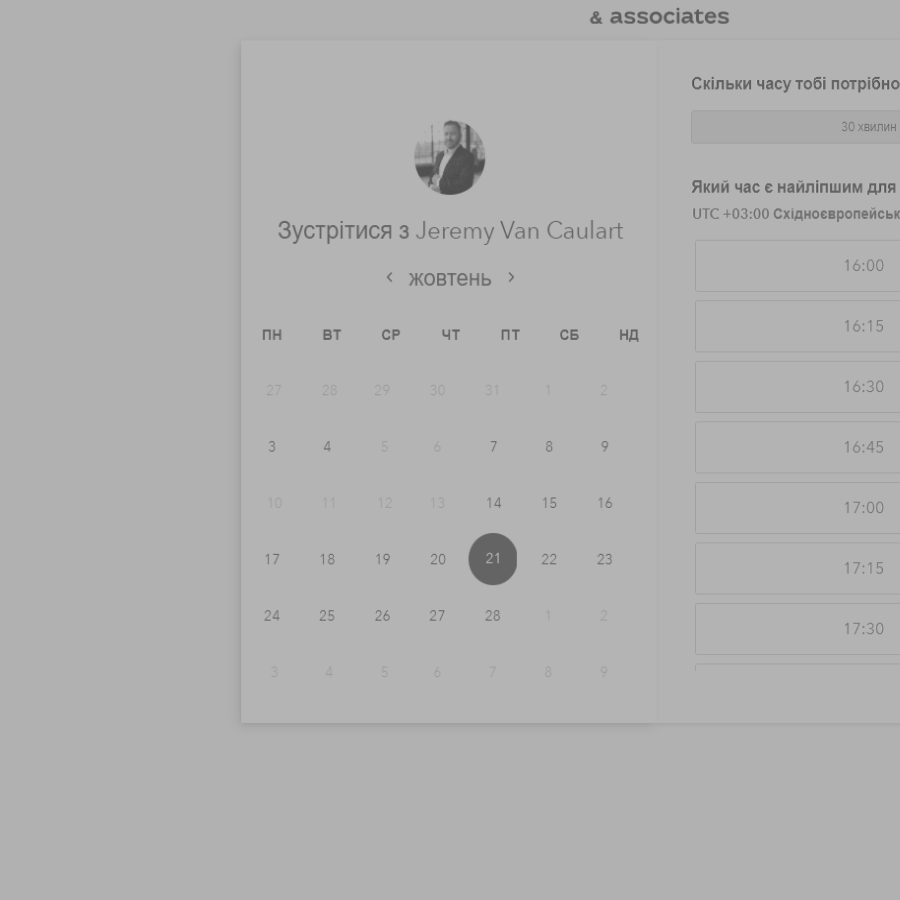 & associates
Зустрітися з Jeremy Van Caulart
жовтень
ПН ВТ СР ЧТ ПТ СБ НД
27 28 29 30 31 1 2
3 4 5 6 7 8 9
10 11 12 13 14 15 16
17 18 19 20 21 22 23
24 25 26 27 28 1 2
3 4 5 6 7 8 9
Скільки часу тобі потрібно
30 хвилин
Який час є найліпшим для
UTC +03:00 Східноєвропейськ
16:00
16:15
16:30
16:45
17:00
17:15
17:30